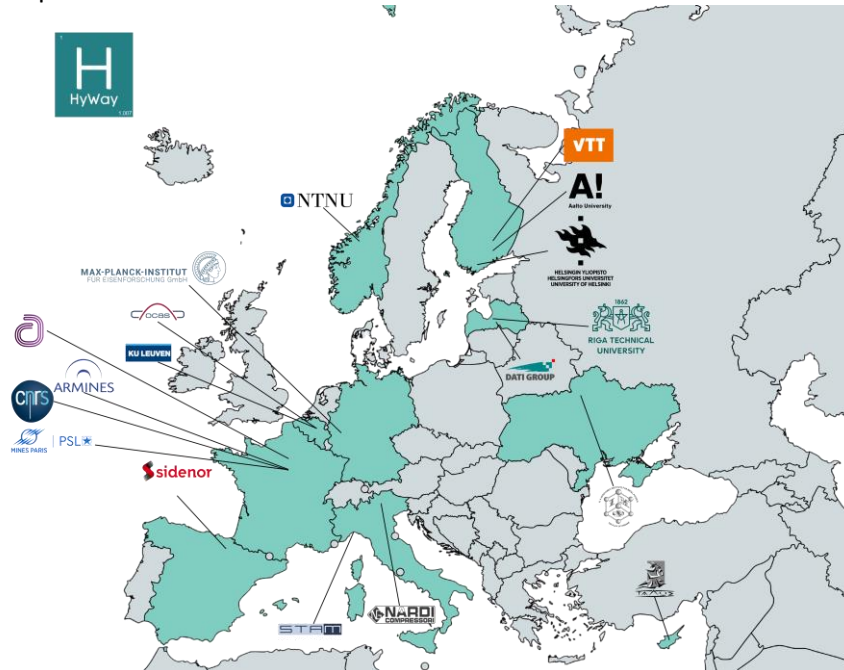 1
H
HyWay
1.007
VTT
A!
Aalto University
NTNU
HELSINGIN YLIOPISTO
HELSINGFORS UNIVERSITET
UNIVERSITY OF HELSINKI
MAX-PLANCK-INSTITUT
FÜR EISENFORSCHUNG GmbH
OCAS
1862
RIGA TECHNICAL
UNIVERSITY
KU LEUVEN
DATI GROUP
ARMINES
cnrs
MINES PARIS | PSL
sidenor
STAM
NARDI
COMPRESSORI
TALOS